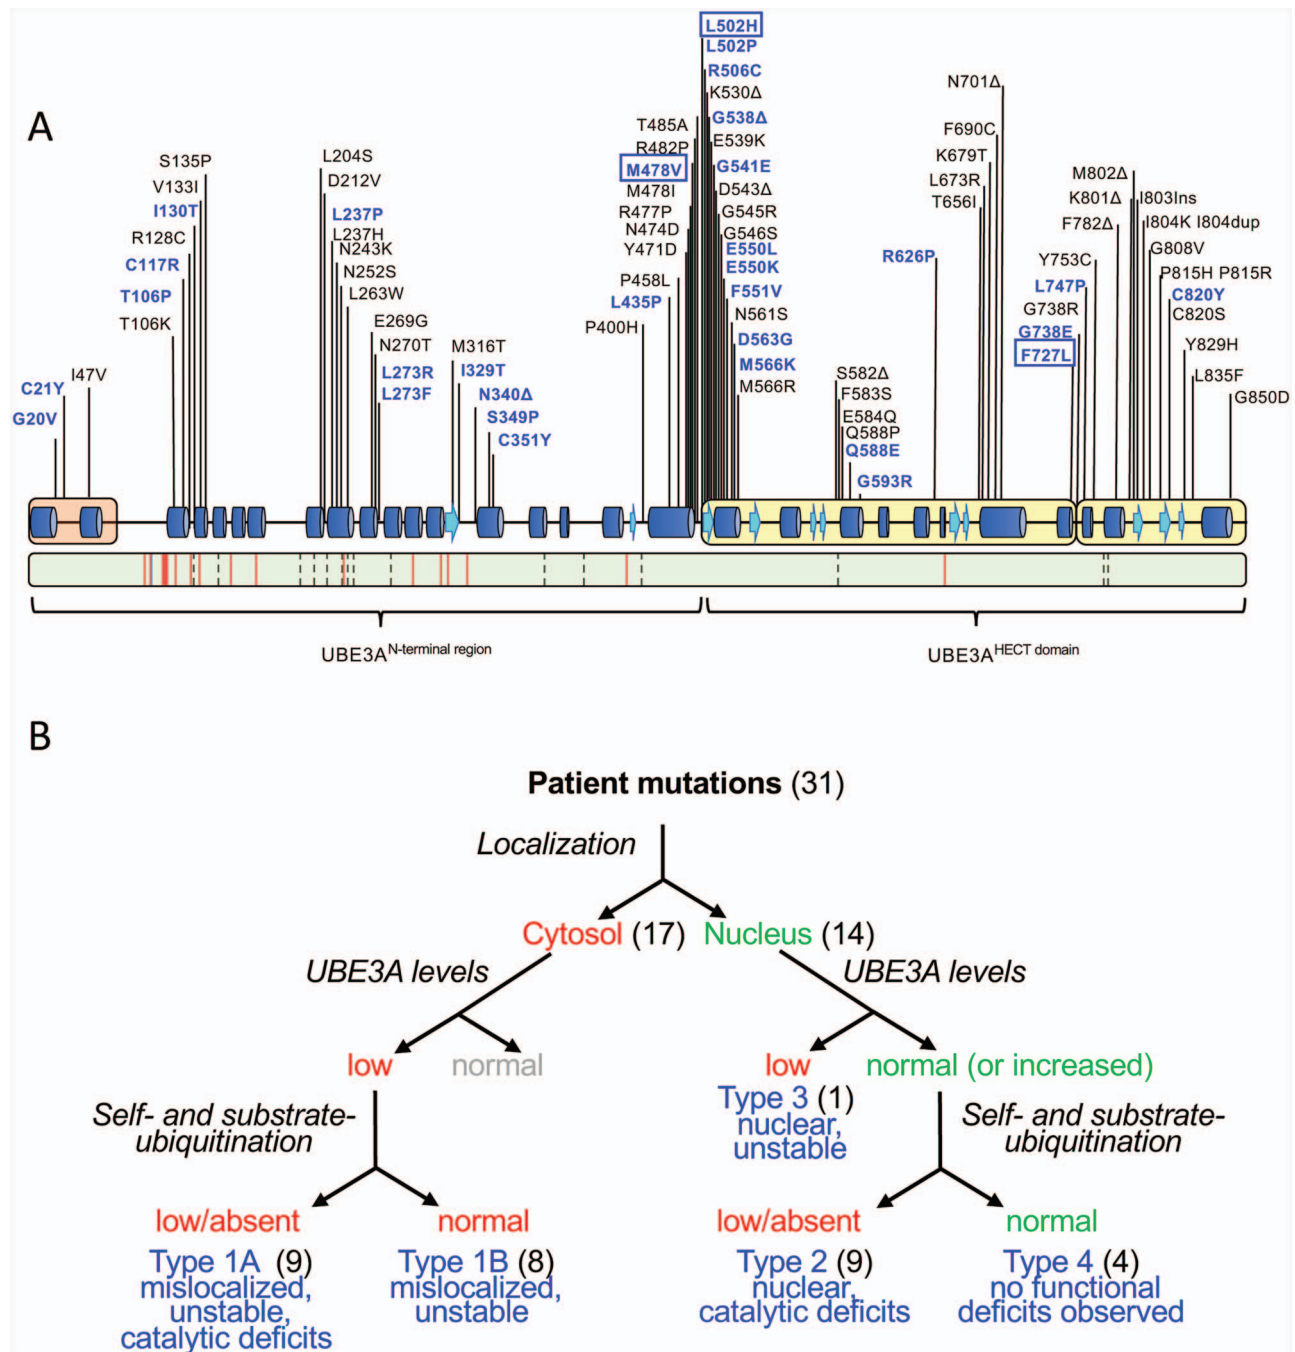 A
L502H
L502P
R506C
K530Δ
G538Δ
E539K
G541E
D543Δ
G545R
G546S
E550L
E550K
F551V
N561S
D563G
M566K
M566R
T485A
R482P
M478V
M478I
R477P
N474D
Y471D
P458L
L435P
P400H
S135P
V133I
I130T
R128C
C117R
T106P
T106K
I47V
C21Y
G20V
L204S
D212V
L237P
L237H
N243K
N252S
L263W
E269G
N270T
L273R
L273F
M316T
I329T
N340Δ
S349P
C351Y
S582Δ
F583S
E584Q
Q588P
Q588E
G593R
R626P
N701Δ
F690C
K679T
L673R
T656I
Y753C
L747P
G738R
G738E
F727L
M802Δ
K801Δ
F782Δ
I803Ins
I804K I804dup
G808V
P815H P815R
C820Y
C820S
Y829H
L835F
G850D
UBE3A N-terminal region
UBE3A HECT domain
B
Patient mutations (31)
Localization
Cytosol (17) Nucleus (14)
UBE3A levels UBE3A levels
low normal low normal (or increased)
Type 3 (1)
nuclear,
unstable
Self- and substrate-
ubiquitination
Self- and substrate-
ubiquitination
low/absent normal low/absent normal
Type 1A (9)
mislocalized,
unstable,
catalytic deficits
Type 1B (8)
mislocalized,
unstable
Type 2 (9)
nuclear,
catalytic deficits
Type 4 (4)
no functional
deficits observed